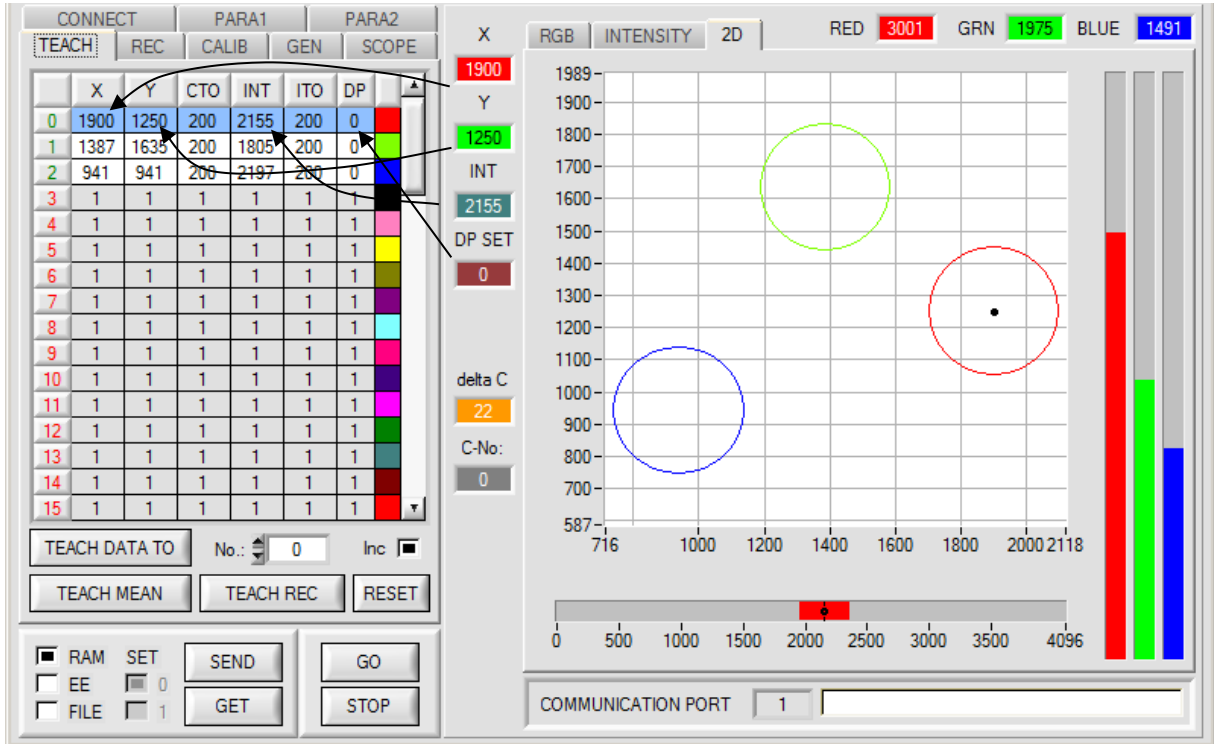 CONNECT PARA1 PARA2
TEACH REC CALIB GEN SCOPE
X Y CTO INT ITO DP
0 1900 1250 200 2155 200 0
1 1387 1635 200 1805 200 0
2 941 941 200 2197 200 0
3 1 1 1 1 1 1
4 1 1 1 1 1 1
5 1 1 1 1 1 1
6 1 1 1 1 1 1
7 1 1 1 1 1 1
8 1 1 1 1 1 1
9 1 1 1 1 1 1
10 1 1 1 1 1 1
11 1 1 1 1 1 1
12 1 1 1 1 1 1
13 1 1 1 1 1 1
14 1 1 1 1 1 1
15 1 1 1 1 1 1
TEACH DATA TO No.: 0 Inc
TEACH MEAN TEACH REC RESET
RAM SET SEND GO
EE 0
FILE 1 GET STOP
X
1900
Y
1250
INT
2155
DP SET
0
delta C
22
C-No:
0
RGB INTENSITY 2D RED 3001 GRN 1975 BLUE 1491
1989
1900
1800
1700
1600
1500
1400
1300
1200
1100
1000
900
800
700
587
716 1000 1200 1400 1600 1800 2000 2118
0 500 1000 1500 2000 2500 3000 3500 4096
COMMUNICATION PORT 1